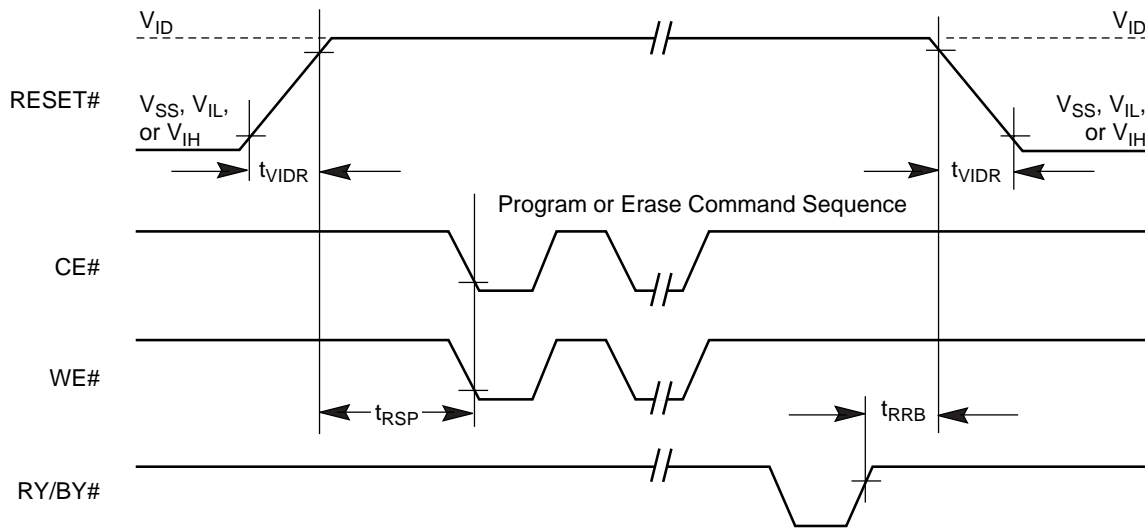 V_ID
V_ID
RESET#
V_SS, V_IL,
or V_IH
V_SS, V_IL,
or V_IH
t_VIDR
t_VIDR
Program or Erase Command Sequence
CE#
WE#
t_RSP
t_RRB
RY/BY#